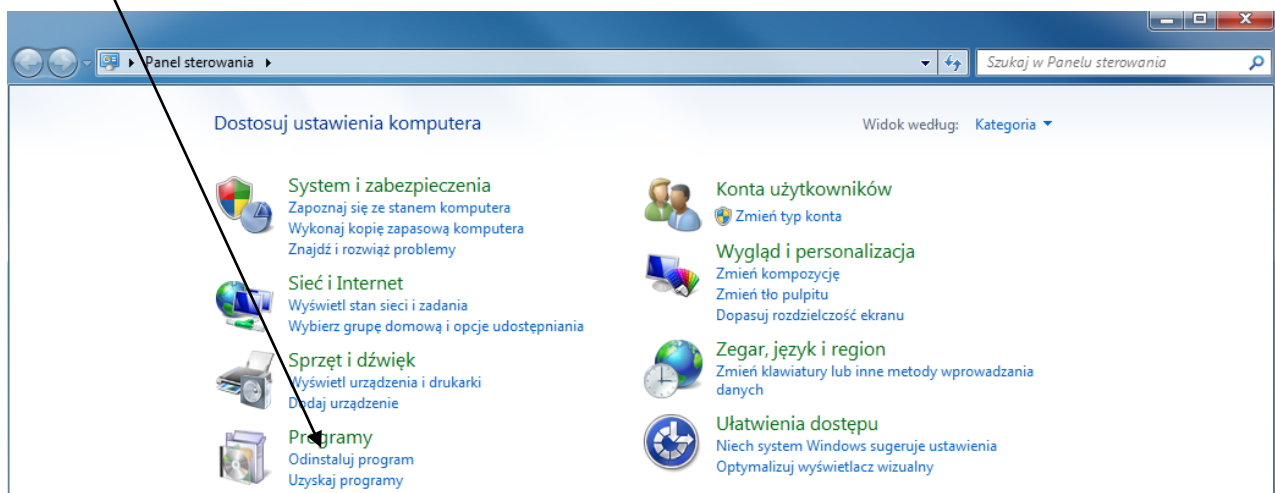 Panel sterowania
Szukaj w Panelu sterowania
Dostosuj ustawienia komputera
Widok według: Kategoria
System i zabezpieczenia
Zapoznaj się ze stanem komputera
Wykonaj kopię zapasową komputera
Znajdź i rozwiąż problemy
Sieć i Internet
Wyświetl stan sieci i zadania
Wybierz grupę domową i opcje udostępniania
Sprzęt i dźwięk
Wyświetl urządzenia i drukarki
Dodaj urządzenie
Programy
Odinstaluj program
Uzyskaj programy
Konta użytkowników
Zmień typ konta
Wygląd i personalizacja
Zmień kompozycję
Zmień tło pulpitu
Dopasuj rozdzielczość ekranu
Zegar, język i region
Zmień klawiatury lub inne metody wprowadzania
danych
Ułatwienia dostępu
Niech system Windows sugeruje ustawienia
Optymalizuj wyświetlacz wizualny